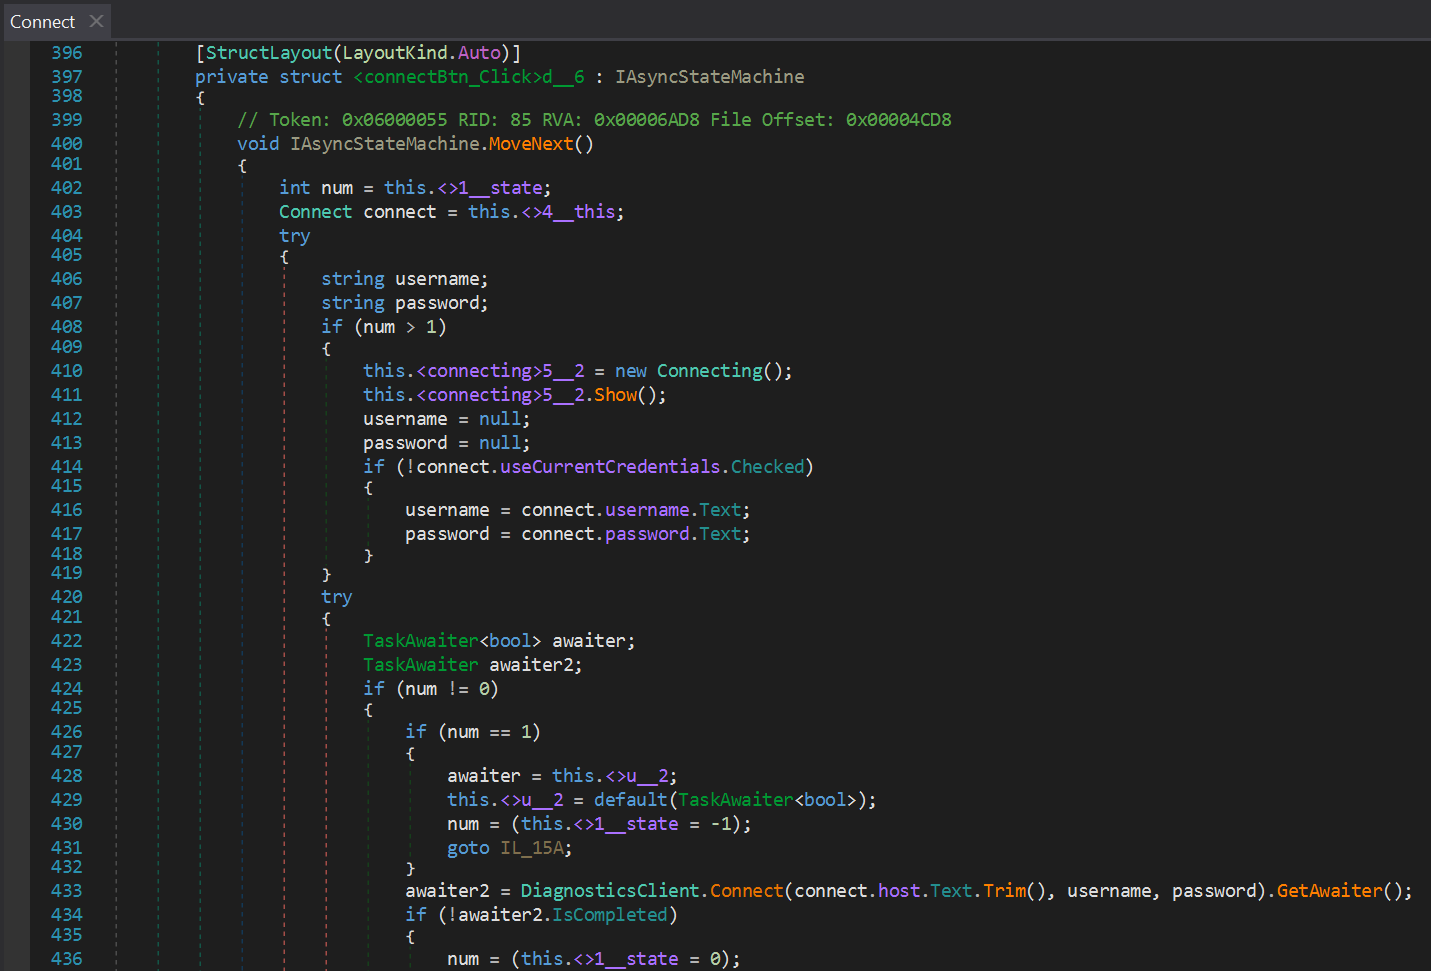 Connect
396 [StructLayout(LayoutKind.Auto)]
397 private struct <connectBtn_Click>d__6 : IAsyncStateMachine
398 {
399 // Token: 0x06000055 RID: 85 RVA: 0x00006AD8 File Offset: 0x00004CD8
400 void IAsyncStateMachine.MoveNext()
401 {
402 int num = this.<>1__state;
403 Connect connect = this.<>4__this;
404 try
405 {
406 string username;
407 string password;
408 if (num > 1)
409 {
410 this.<connecting>5__2 = new Connecting();
411 this.<connecting>5__2.Show();
412 username = null;
413 password = null;
414 if (!connect.useCurrentCredentials.Checked)
415 {
416 username = connect.username.Text;
417 password = connect.password.Text;
418 }
419 }
420 try
421 {
422 TaskAwaiter<bool> awaiter;
423 TaskAwaiter awaiter2;
424 if (num != 0)
425 {
426 if (num == 1)
427 {
428 awaiter = this.<>u__2;
429 this.<>u__2 = default(TaskAwaiter<bool>);
430 num = (this.<>1__state = -1);
431 goto IL_15A;
432 }
433 awaiter2 = DiagnosticsClient.Connect(connect.host.Text.Trim(), username, password).GetAwaiter();
434 if (!awaiter2.IsCompleted)
435 {
436 num = (this.<>1__state = 0);